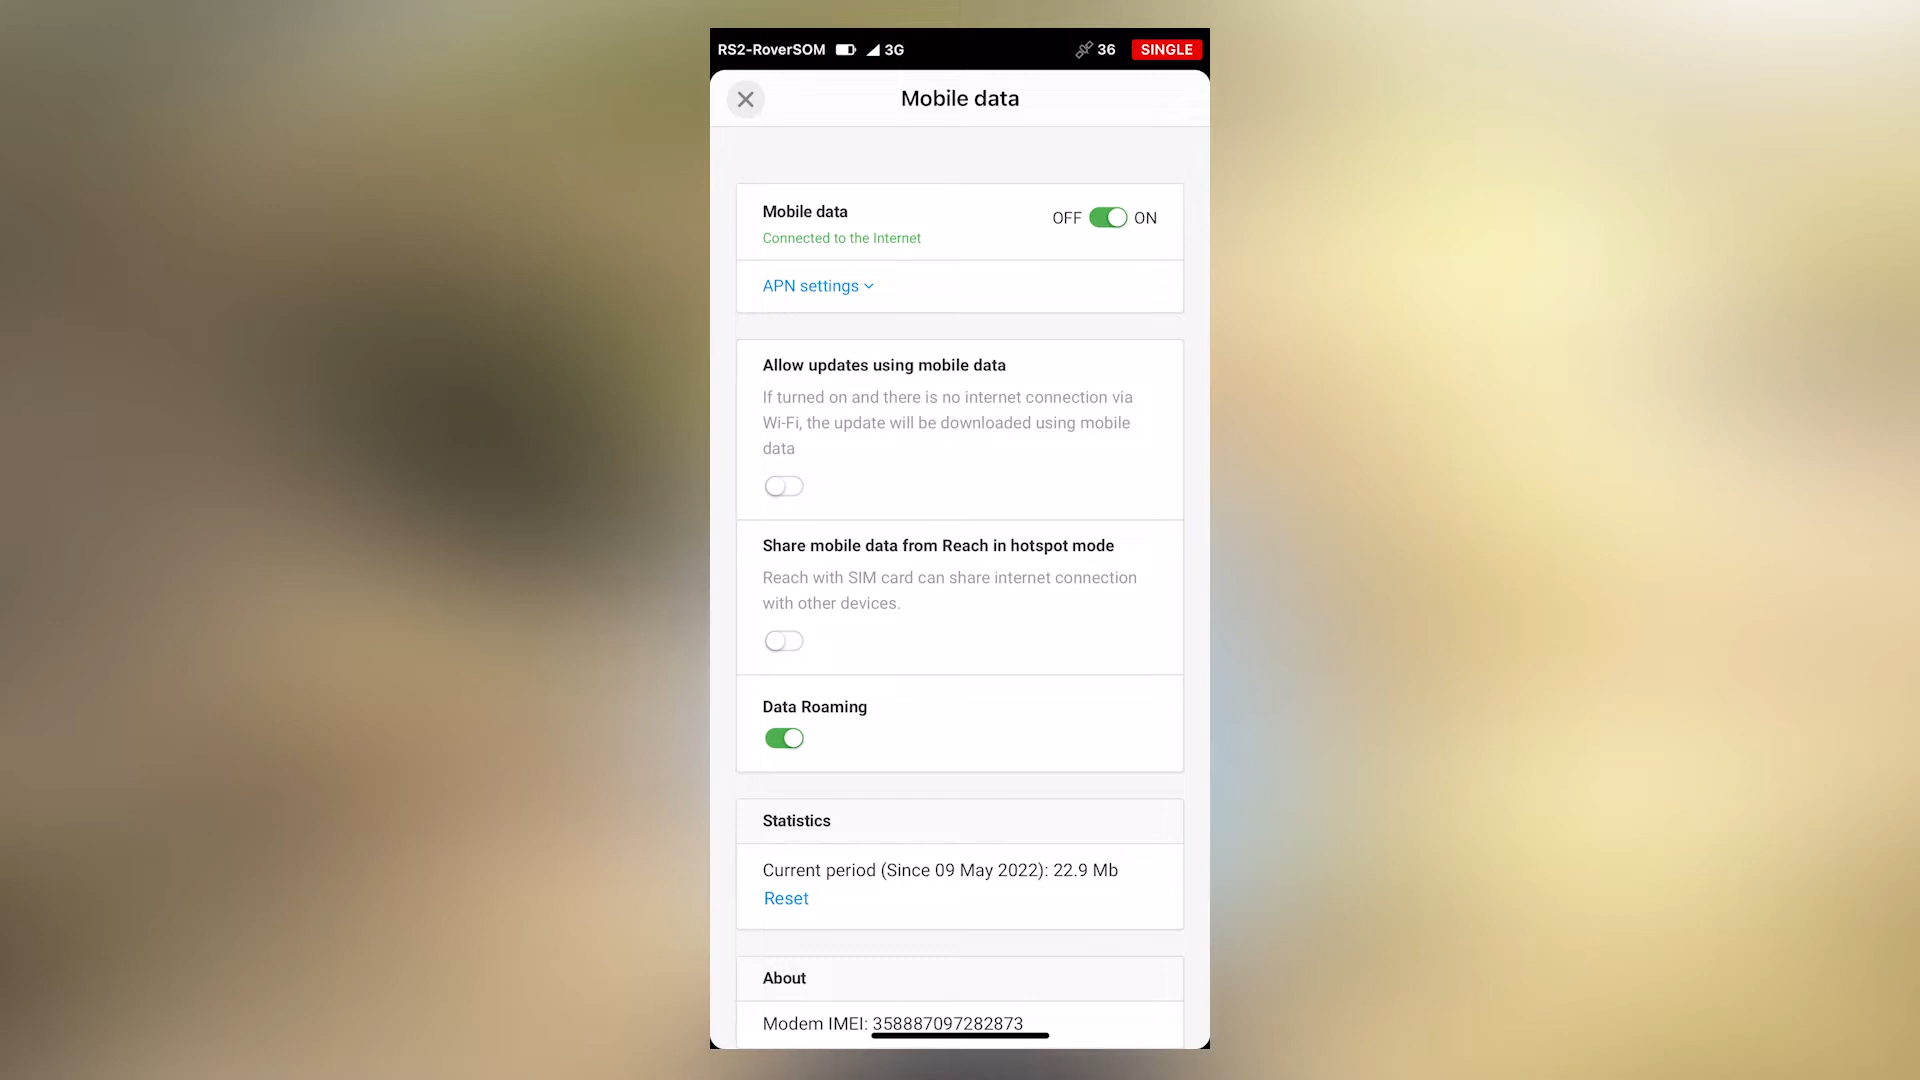 RS2-RoverSOM 3G 36 SINGLE
Mobile data
Mobile data
OFF ON
Connected to the Internet
APN settings
Allow updates using mobile data
If turned on and there is no internet connection via
Wi-Fi, the update will be downloaded using mobile
data
Share mobile data from Reach in hotspot mode
Reach with SIM card can share internet connection
with other devices.
Data Roaming
Statistics
Current period (Since 09 May 2022): 22.9 Mb
Reset
About
Modem IMEI: 358887097282873